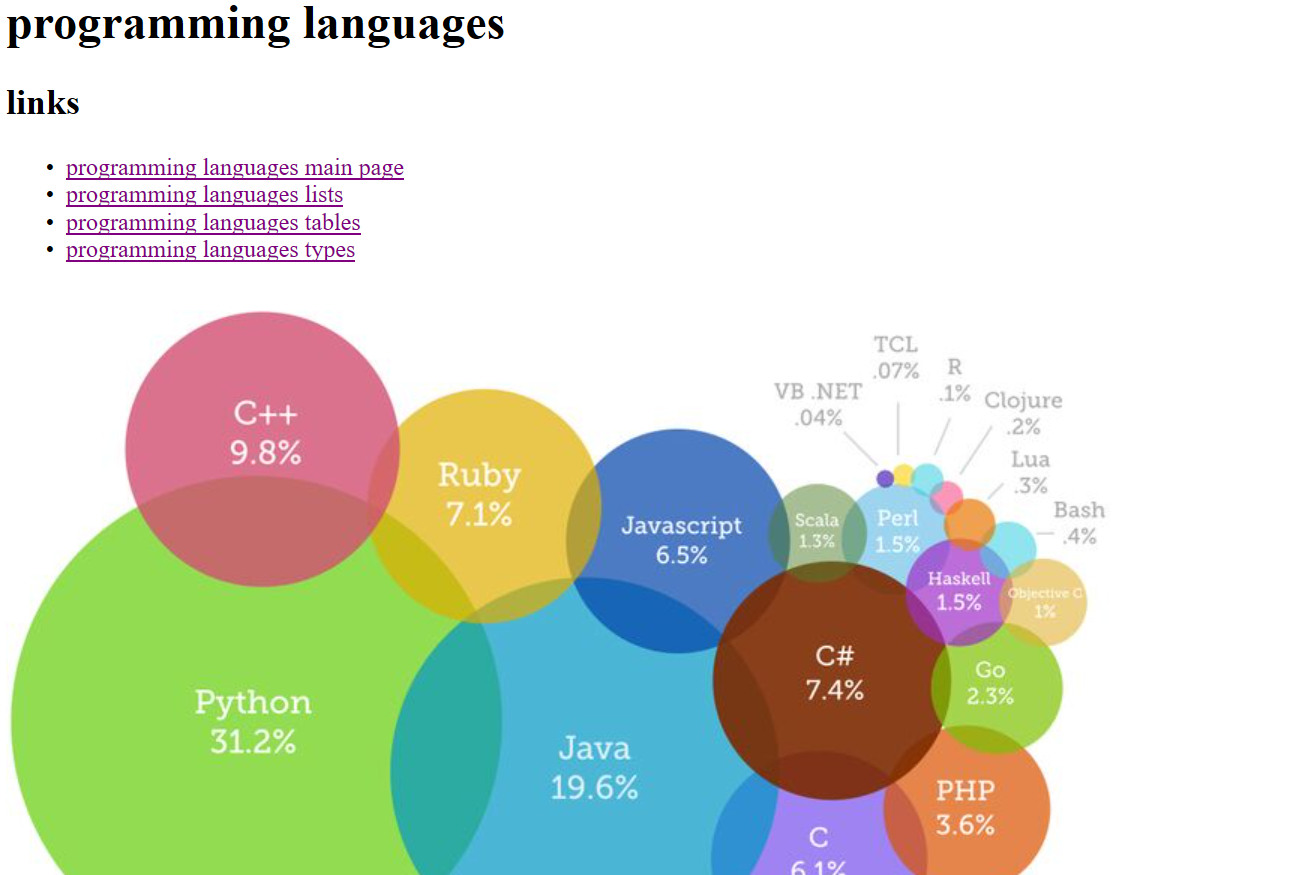 programming languages
links
programming languages main page
programming languages lists
programming languages tables
programming languages types
TCL
.07%
R
.1%
VB .NET
.04%
Clojure
.2%
C++
9.8%
Ruby
7.1%
Lua
.3%
Javascript
6.5%
Scala
1.3%
Perl
1.5%
Bash
.4%
Haskell
1.5%
Objective C
1%
C#
7.4%
Go
2.3%
Python
31.2%
Java
19.6%
PHP
3.6%
C
6.1%